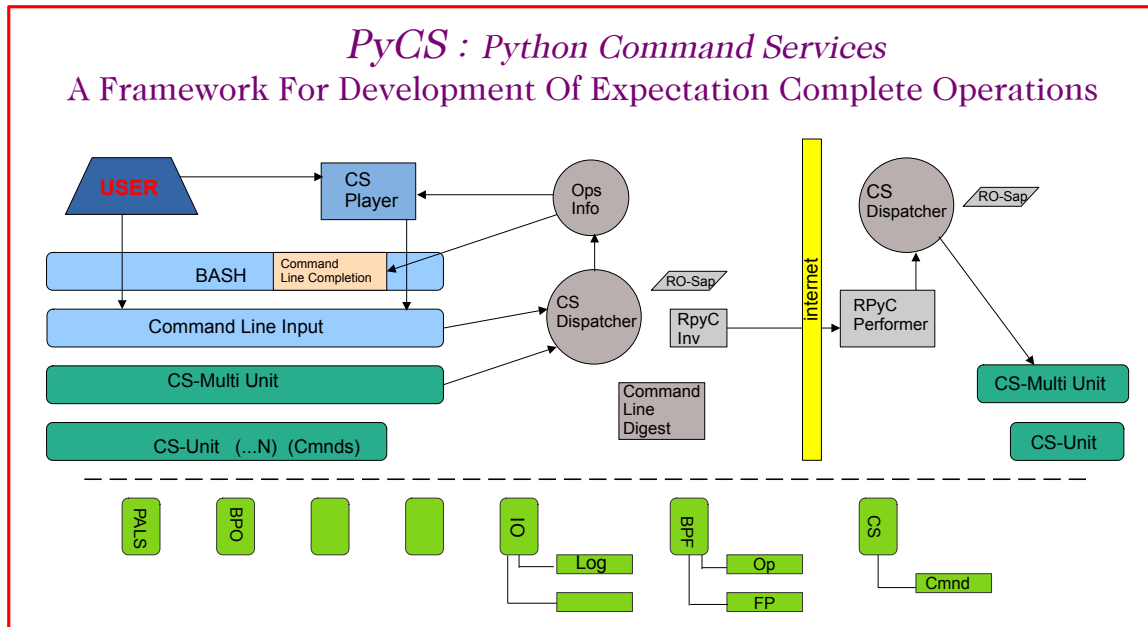 PyCS : Python Command Services
A Framework For Development Of Expectation Complete Operations
USER
CS
Player
Ops
Info
CS
Dispatcher
RO-Sap
BASH
Command
Line Completion
Command Line Input
CS
Dispatcher
RO-Sap
RpyC
Inv
internet
RPyC
Performer
CS-Multi Unit
Command
Line
Digest
CS-Multi Unit
CS-Unit (...N) (Cmnds)
CS-Unit
PALS
BPO
IO
BPF
CS
Log
Op
Cmnd
FP